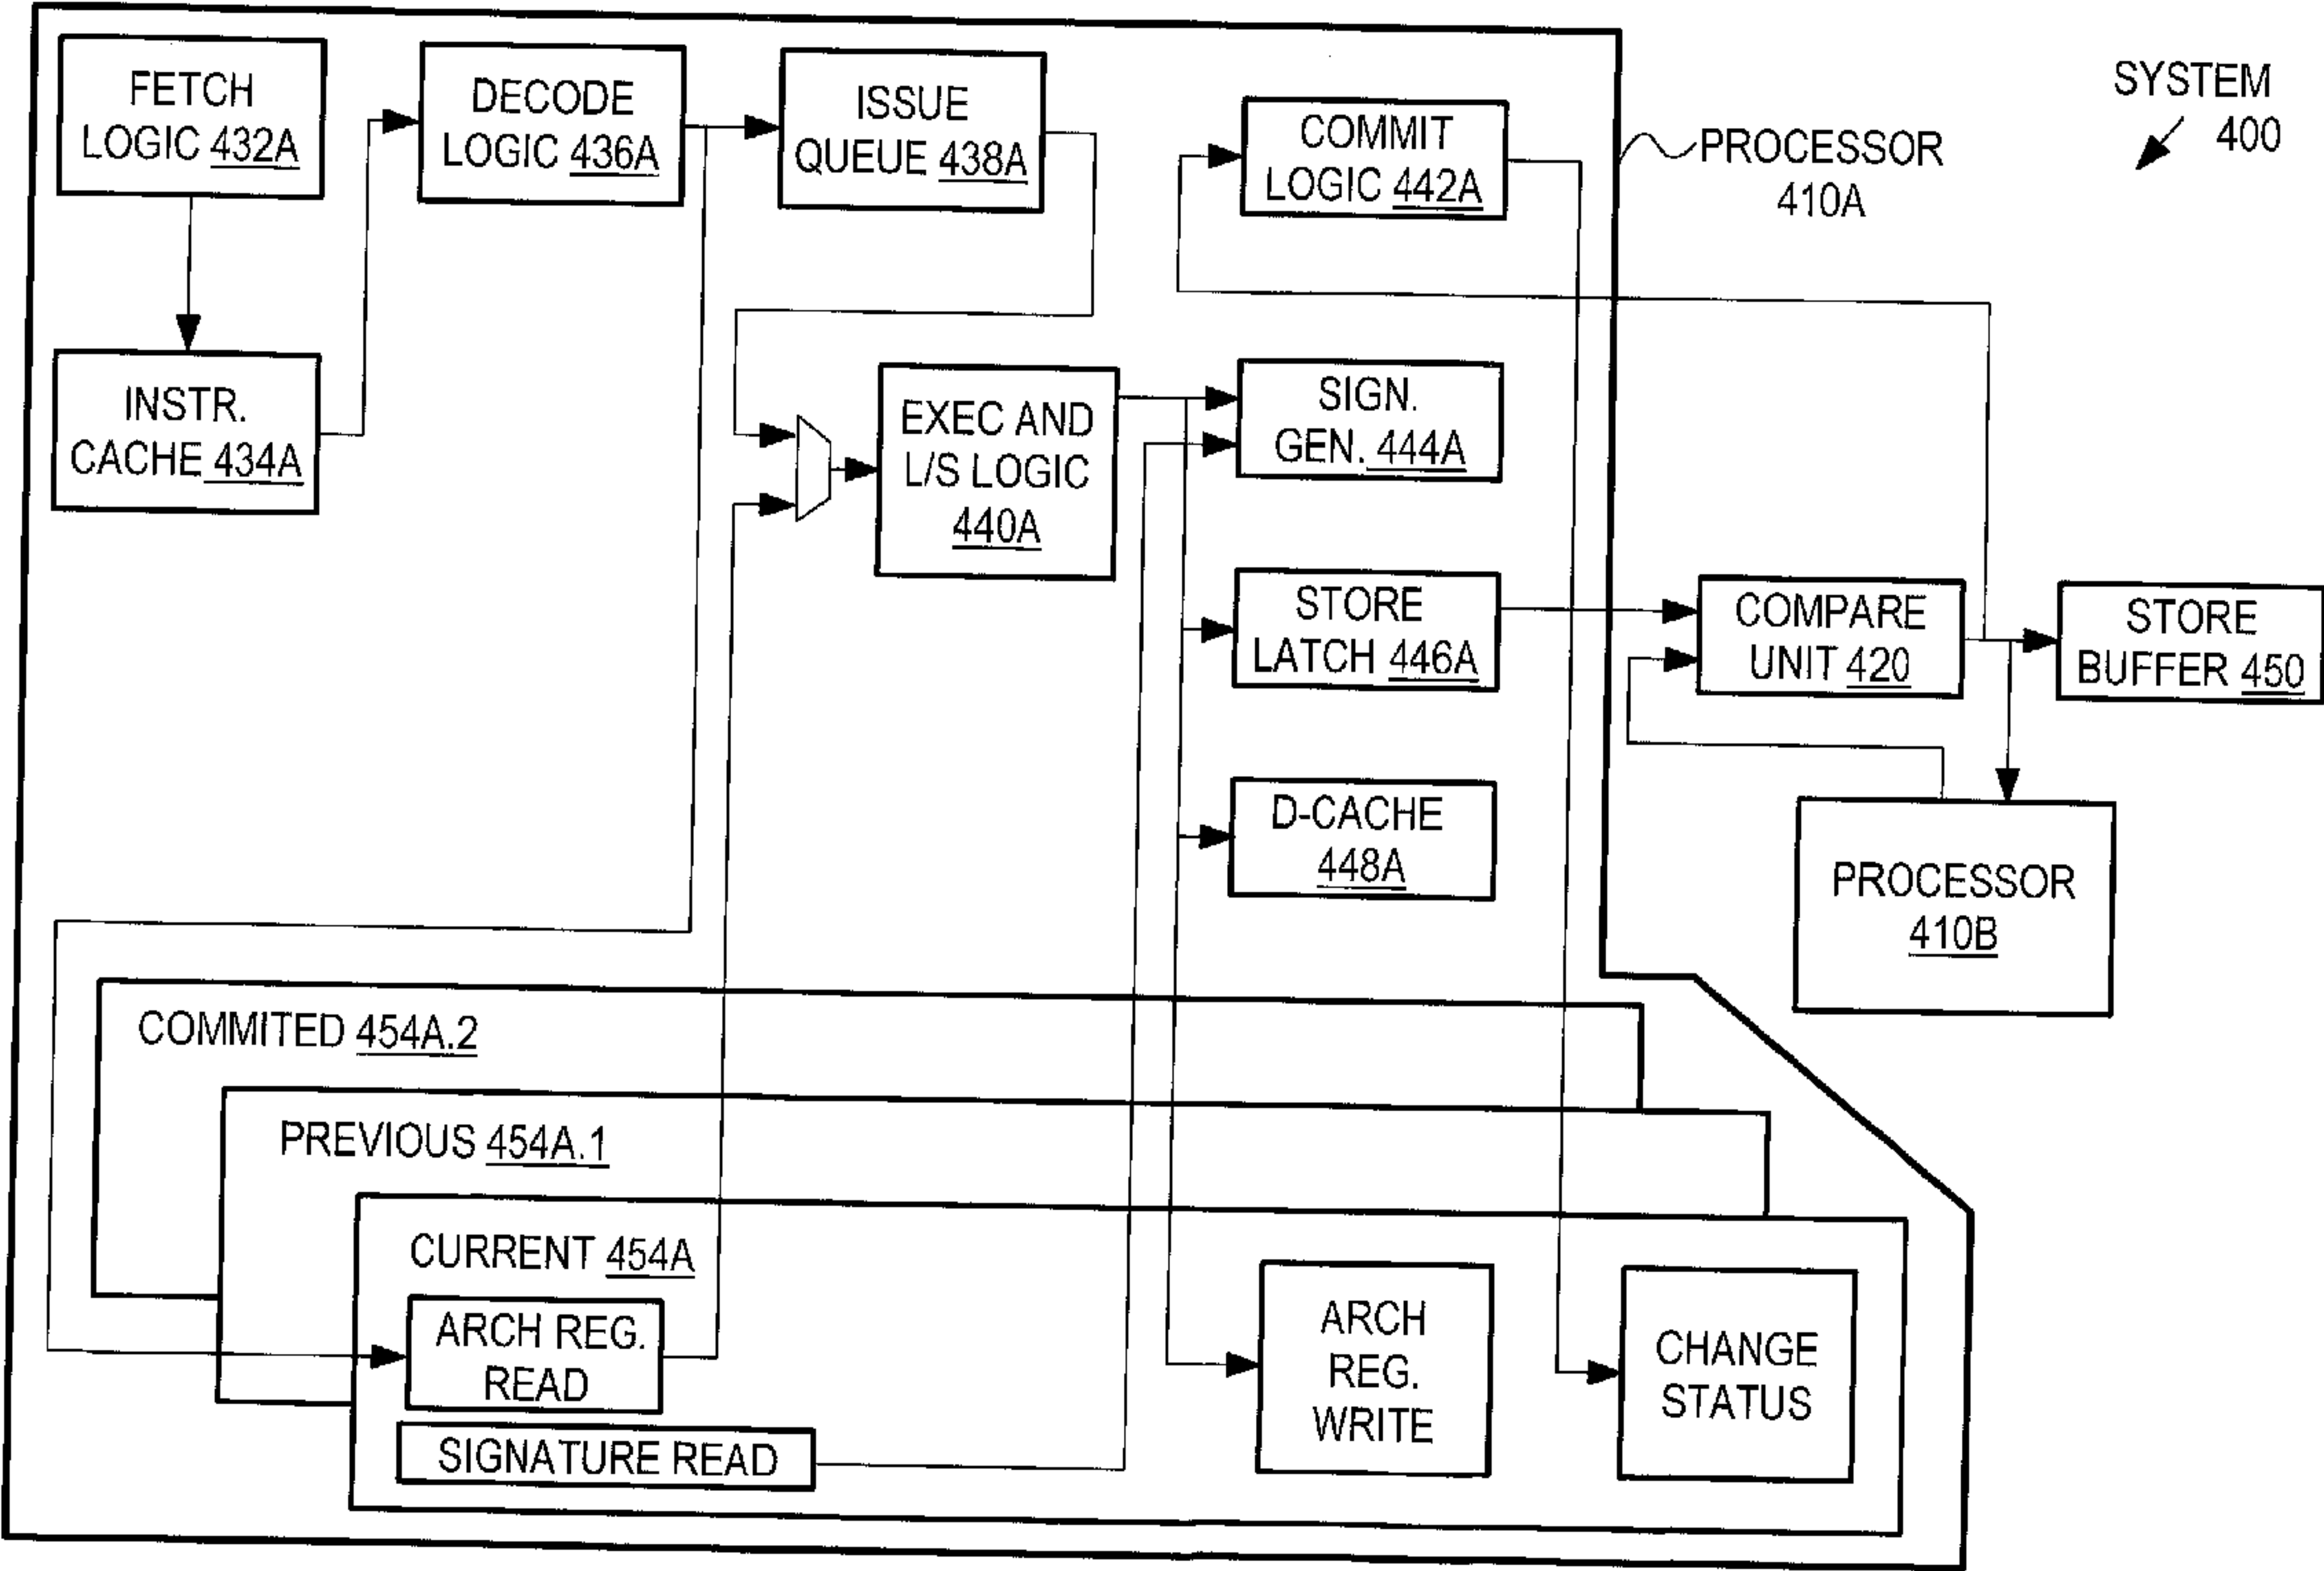 FETCH
LOGIC 432A
DECODE
LOGIC 436A
ISSUE
QUEUE 438A
COMMIT
LOGIC 442A
PROCESSOR
410A
SYSTEM
400
INSTR.
CACHE 434A
EXEC AND
L/S LOGIC
440A
SIGN.
GEN. 444A
STORE
LATCH 446A
COMPARE
UNIT 420
STORE
BUFFER 450
D-CACHE
448A
PROCESSOR
410B
COMMITED 454A.2
PREVIOUS 454A.1
CURRENT 454A
ARCH REG.
READ
SIGNATURE READ
ARCH
REG.
WRITE
CHANGE
STATUS